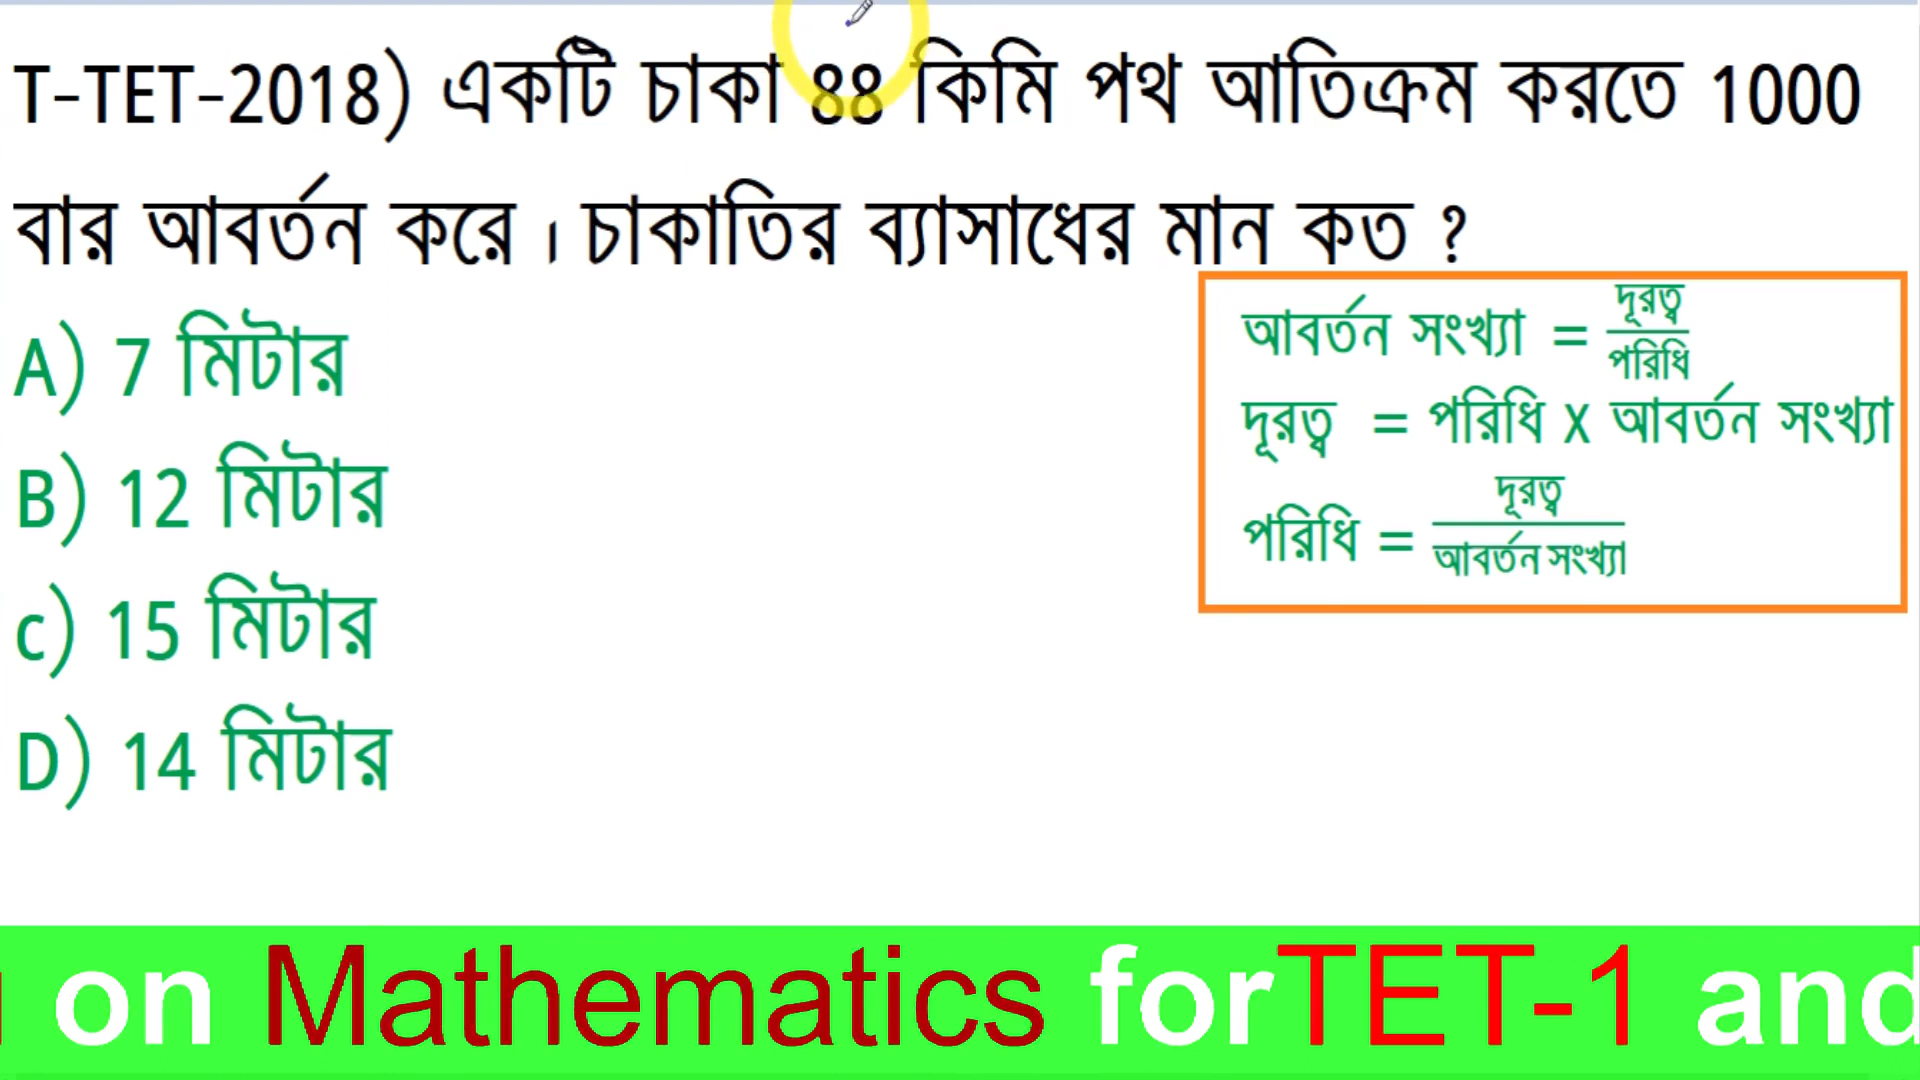 T-TET-2018) একটি চাকা 88 কিমি পথ আতিক্রম করতে 1000
বার আবর্তন করে । চাকাতির ব্যাসাধের মান কত ?
A) 7 মিটার
B) 12 মিটার
c) 15 মিটার
D) 14 মিটার
আবর্তন সংখ্যা = দূরত্ব / পরিধি
দূরত্ব = পরিধি x আবর্তন সংখ্যা
পরিধি = দূরত্ব / আবর্তন সংখ্যা
on Mathematics forTET-1 and